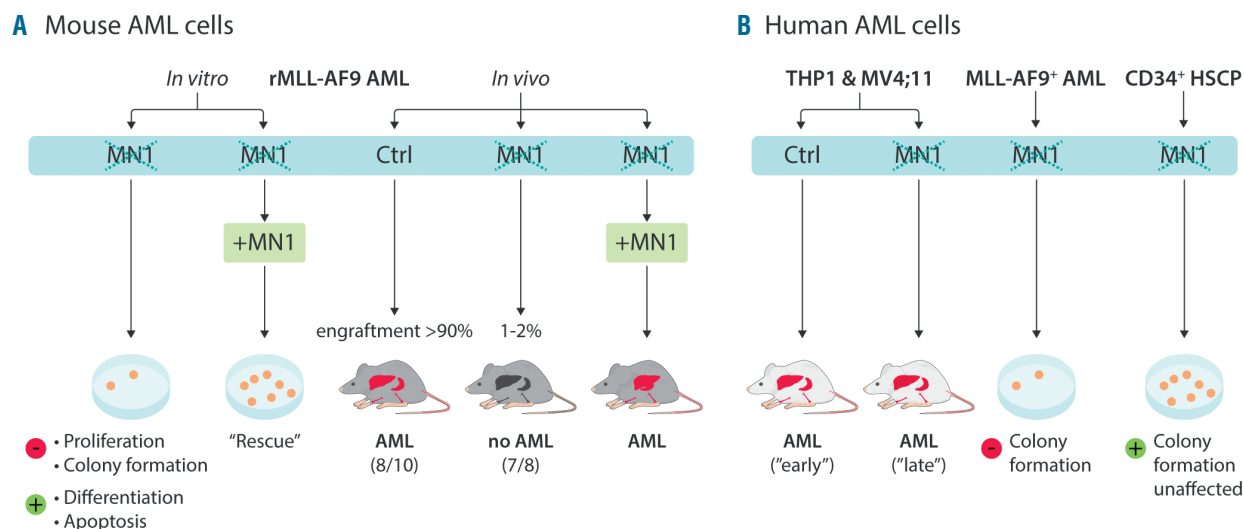 A Mouse AML cells
In vitro rMLL-AF9 AML In vivo
MN1 MN1 Ctrl MN1 MN1
+MN1 +MN1
engraftment >90% 1-2%
- • Proliferation
• Colony formation
+ • Differentiation
• Apoptosis
"Rescue"
AML
(8/10)
no AML
(7/8)
AML
B Human AML cells
THP1 & MV4;11 MLL-AF9+ AML CD34+ HSCP
Ctrl MN1 MN1 MN1
AML
("early")
AML
("late")
- Colony
formation
+ Colony
formation
unaffected